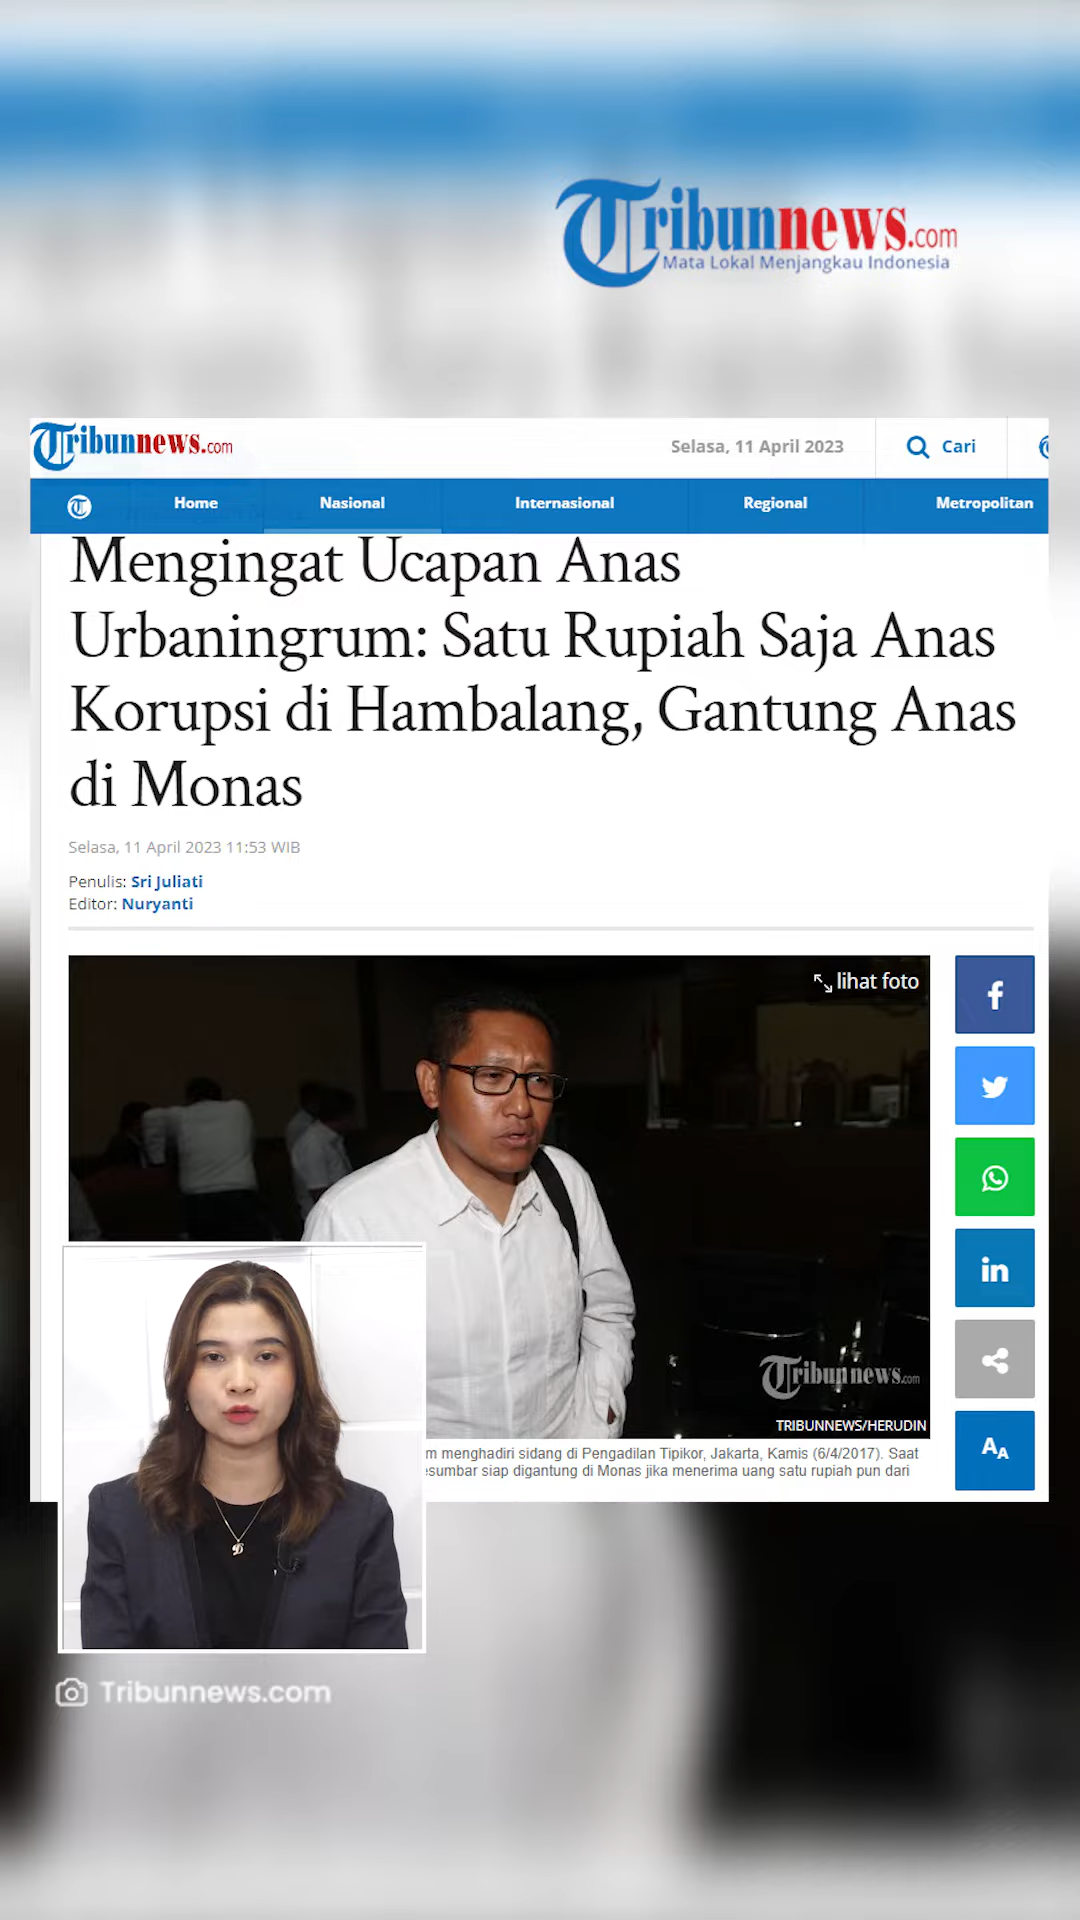 Tribunnews.com
Mata Lokal Menjangkau Indonesia
Tribunnews.com
Selasa, 11 April 2023
Cari
Home
Nasional
Internasional
Regional
Metropolitan
Mengingat Ucapan Anas
Urbaningrum: Satu Rupiah Saja Anas
Korupsi di Hambalang, Gantung Anas
di Monas
Selasa, 11 April 2023 11:53 WIB
Penulis: Sri Juliati
Editor: Nuryanti
lihat foto
Tribunnews.com
TRIBUNNEWS/HERUDIN
menghadiri sidang di Pengadilan Tipikor, Jakarta, Kamis (6/4/2017). Saat
siap digantung di Monas jika menerima uang satu rupiah pun dari
AA
Tribunnews.com